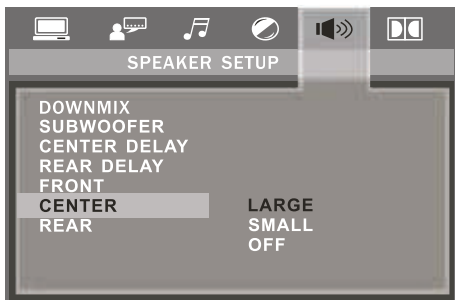 SPEAKER SETUP
DOWNMIX
SUBWOOFER
CENTER DELAY
REAR DELAY
FRONT
CENTER LARGE
REAR SMALL
OFF